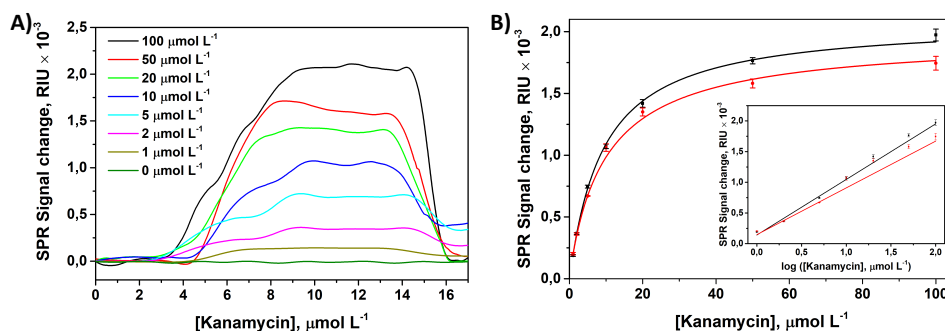 A)
SPR Signal change, RIU × 10⁻³
2,5
2,0
1,5
1,0
0,5
0,0
100 µmol L⁻¹
50 µmol L⁻¹
20 µmol L⁻¹
10 µmol L⁻¹
5 µmol L⁻¹
2 µmol L⁻¹
1 µmol L⁻¹
0 µmol L⁻¹
0 2 4 6 8 10 12 14 16
[Kanamycin], µmol L⁻¹
B)
SPR Signal change, RIU × 10⁻³
2,0
1,5
1,0
0,5
0,0
0 20 40 60 80 100
[Kanamycin], µmol L⁻¹
SPR Signal change, RIU × 10⁻³
2,0
1,5
1,0
0,5
0,0
0,0 0,5 1,0 1,5 2,0
log ([Kanamycin], µmol L⁻¹)